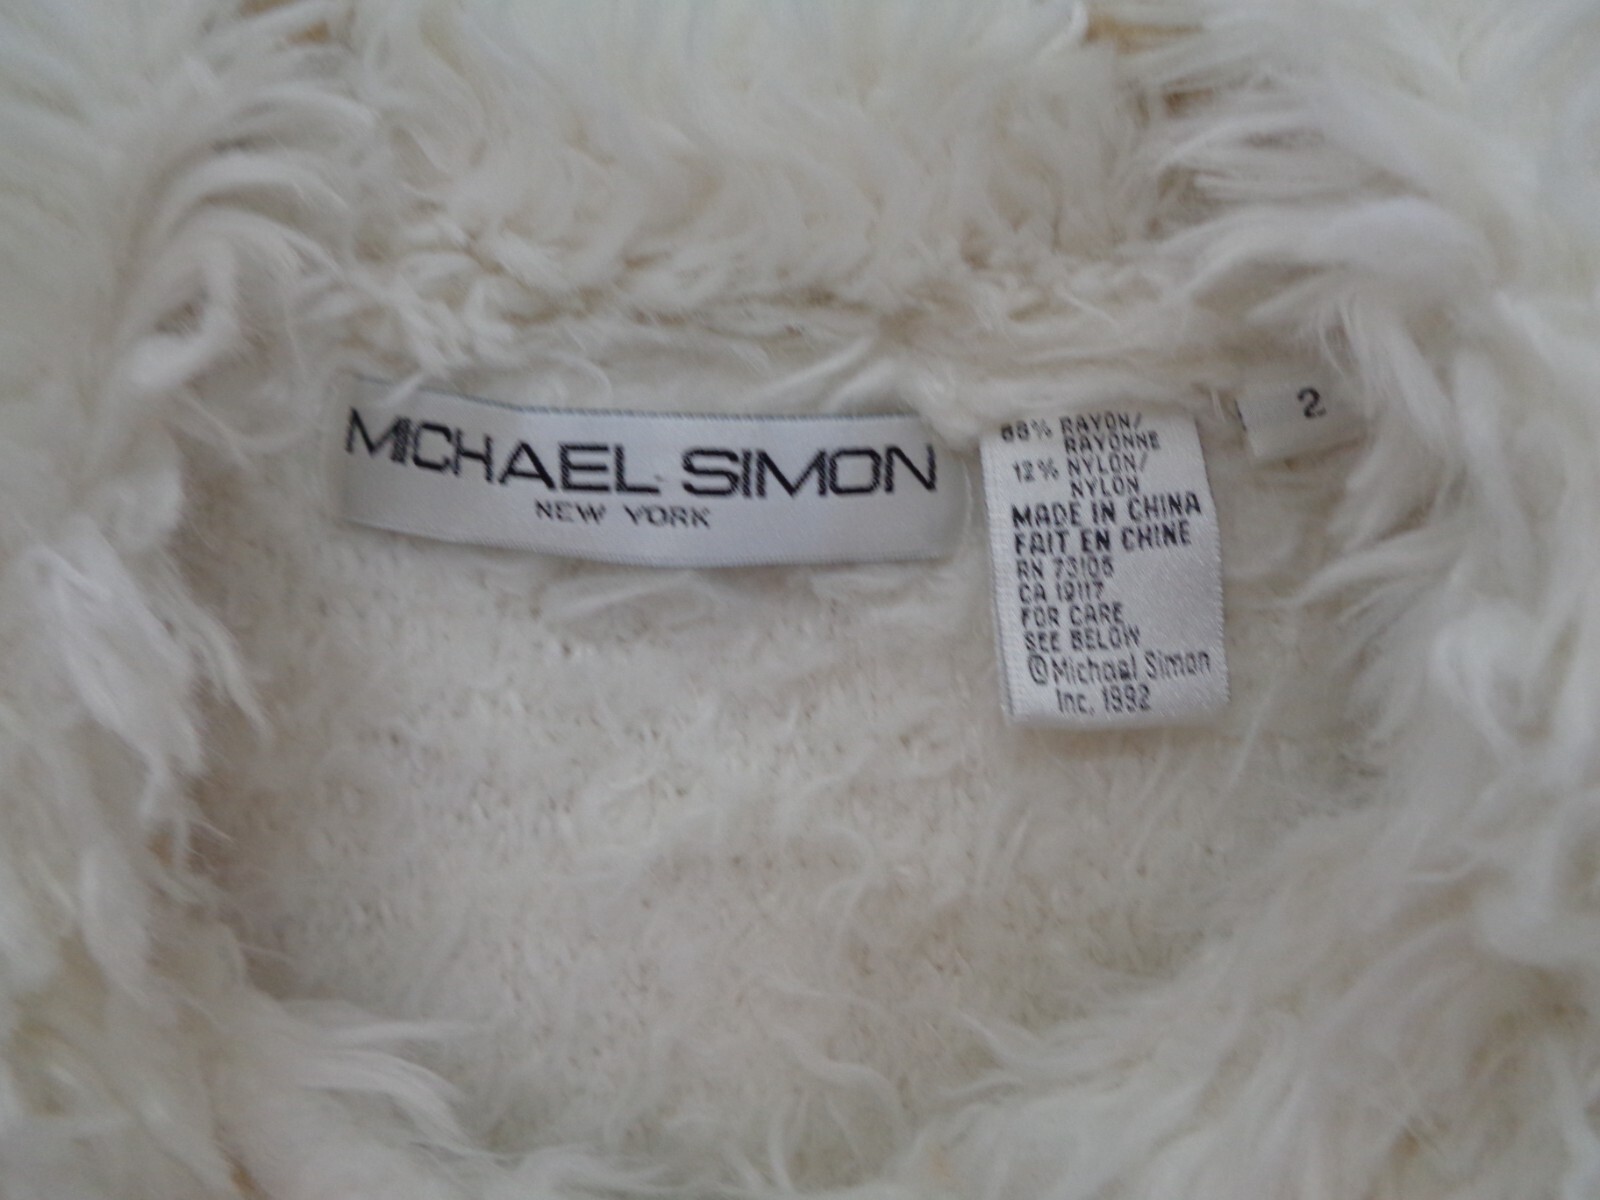 MICHAEL SIMON
NEW YORK
88% RAYON/
RAYONNE
12% NYLON/
NYLON
MADE IN CHINA
FAIT EN CHINE
RN 73105
CA 19117
FOR CARE
SEE BELOW
©Michael Simon
Inc. 1992
2